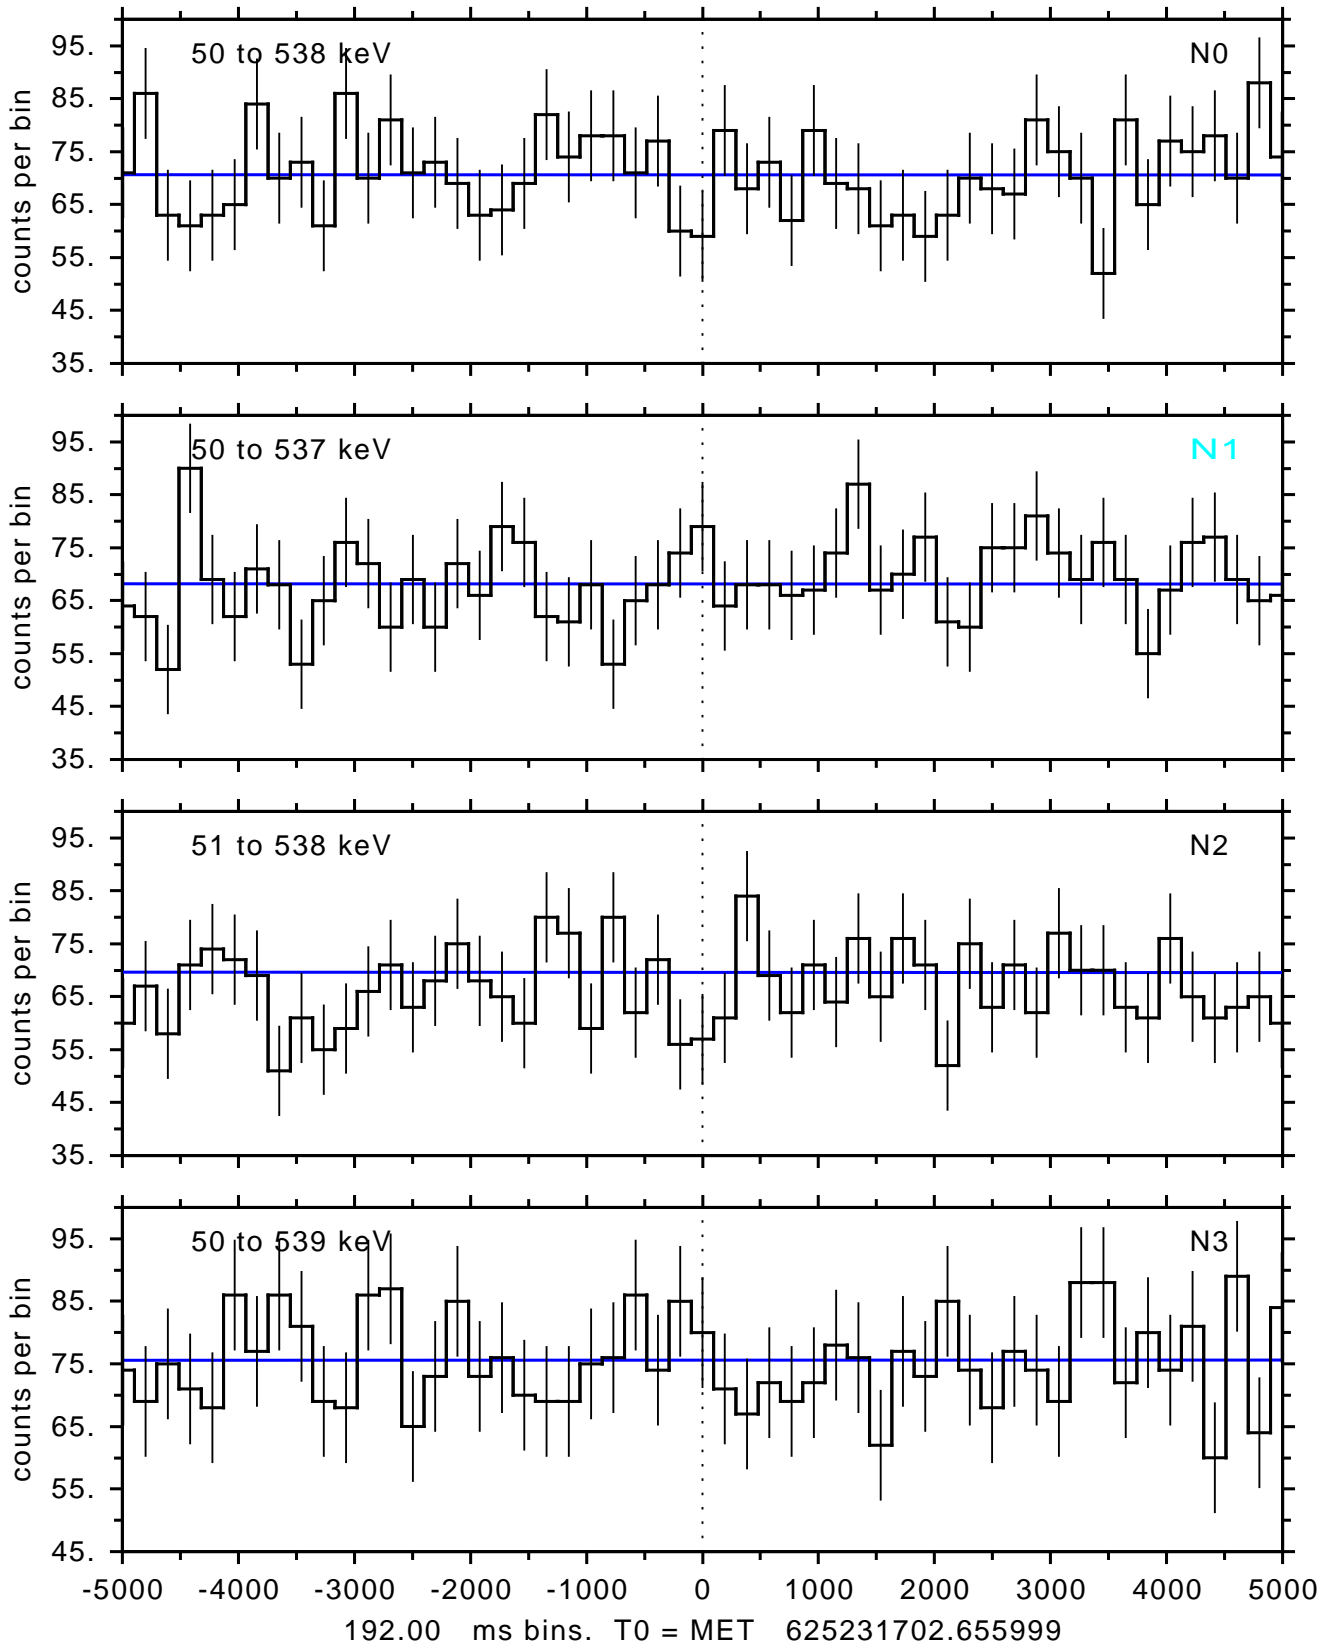 50 to 538 keV N0
95.
85.
75.
65.
55.
45.
35.
counts per bin
50 to 537 keV N1
95.
85.
75.
65.
55.
45.
35.
counts per bin
51 to 538 keV N2
95.
85.
75.
65.
55.
45.
35.
counts per bin
50 to 539 keV N3
95.
85.
75.
65.
55.
45.
counts per bin
-5000 -4000 -3000 -2000 -1000 0 1000 2000 3000 4000 5000
192.00 ms bins. T0 = MET 625231702.655999